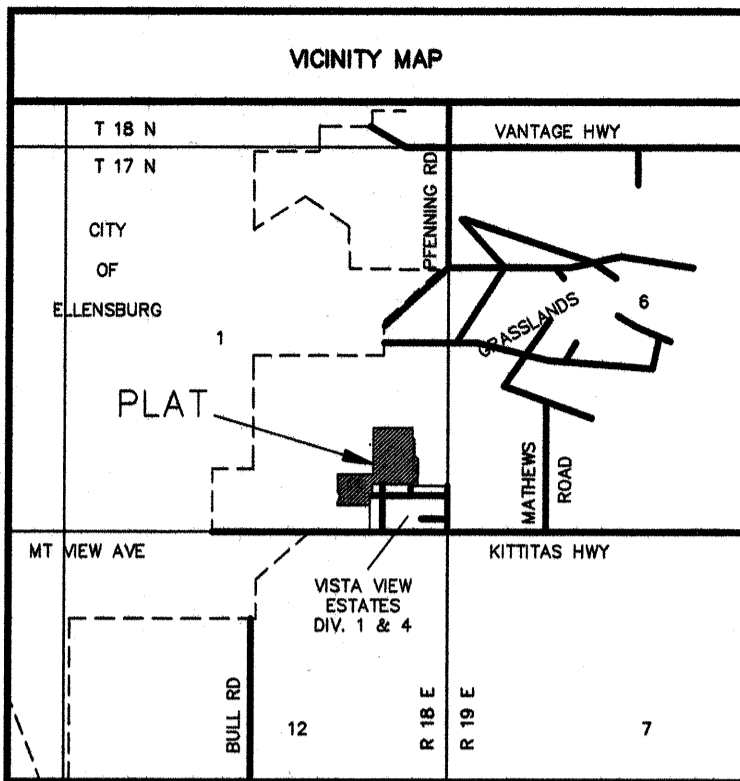 VICINITY MAP
T 18 N
VANTAGE HWY
T 17 N
PFENNING RD
CITY
OF
ELLENSBURG
6
GRASSLANDS
1
PLAT
MATHEWS
ROAD
MT VIEW AVE
KITTITAS HWY
VISTA VIEW
ESTATES
DIV. 1 & 4
BULL RD
12
R 18 E
R 19 E
7